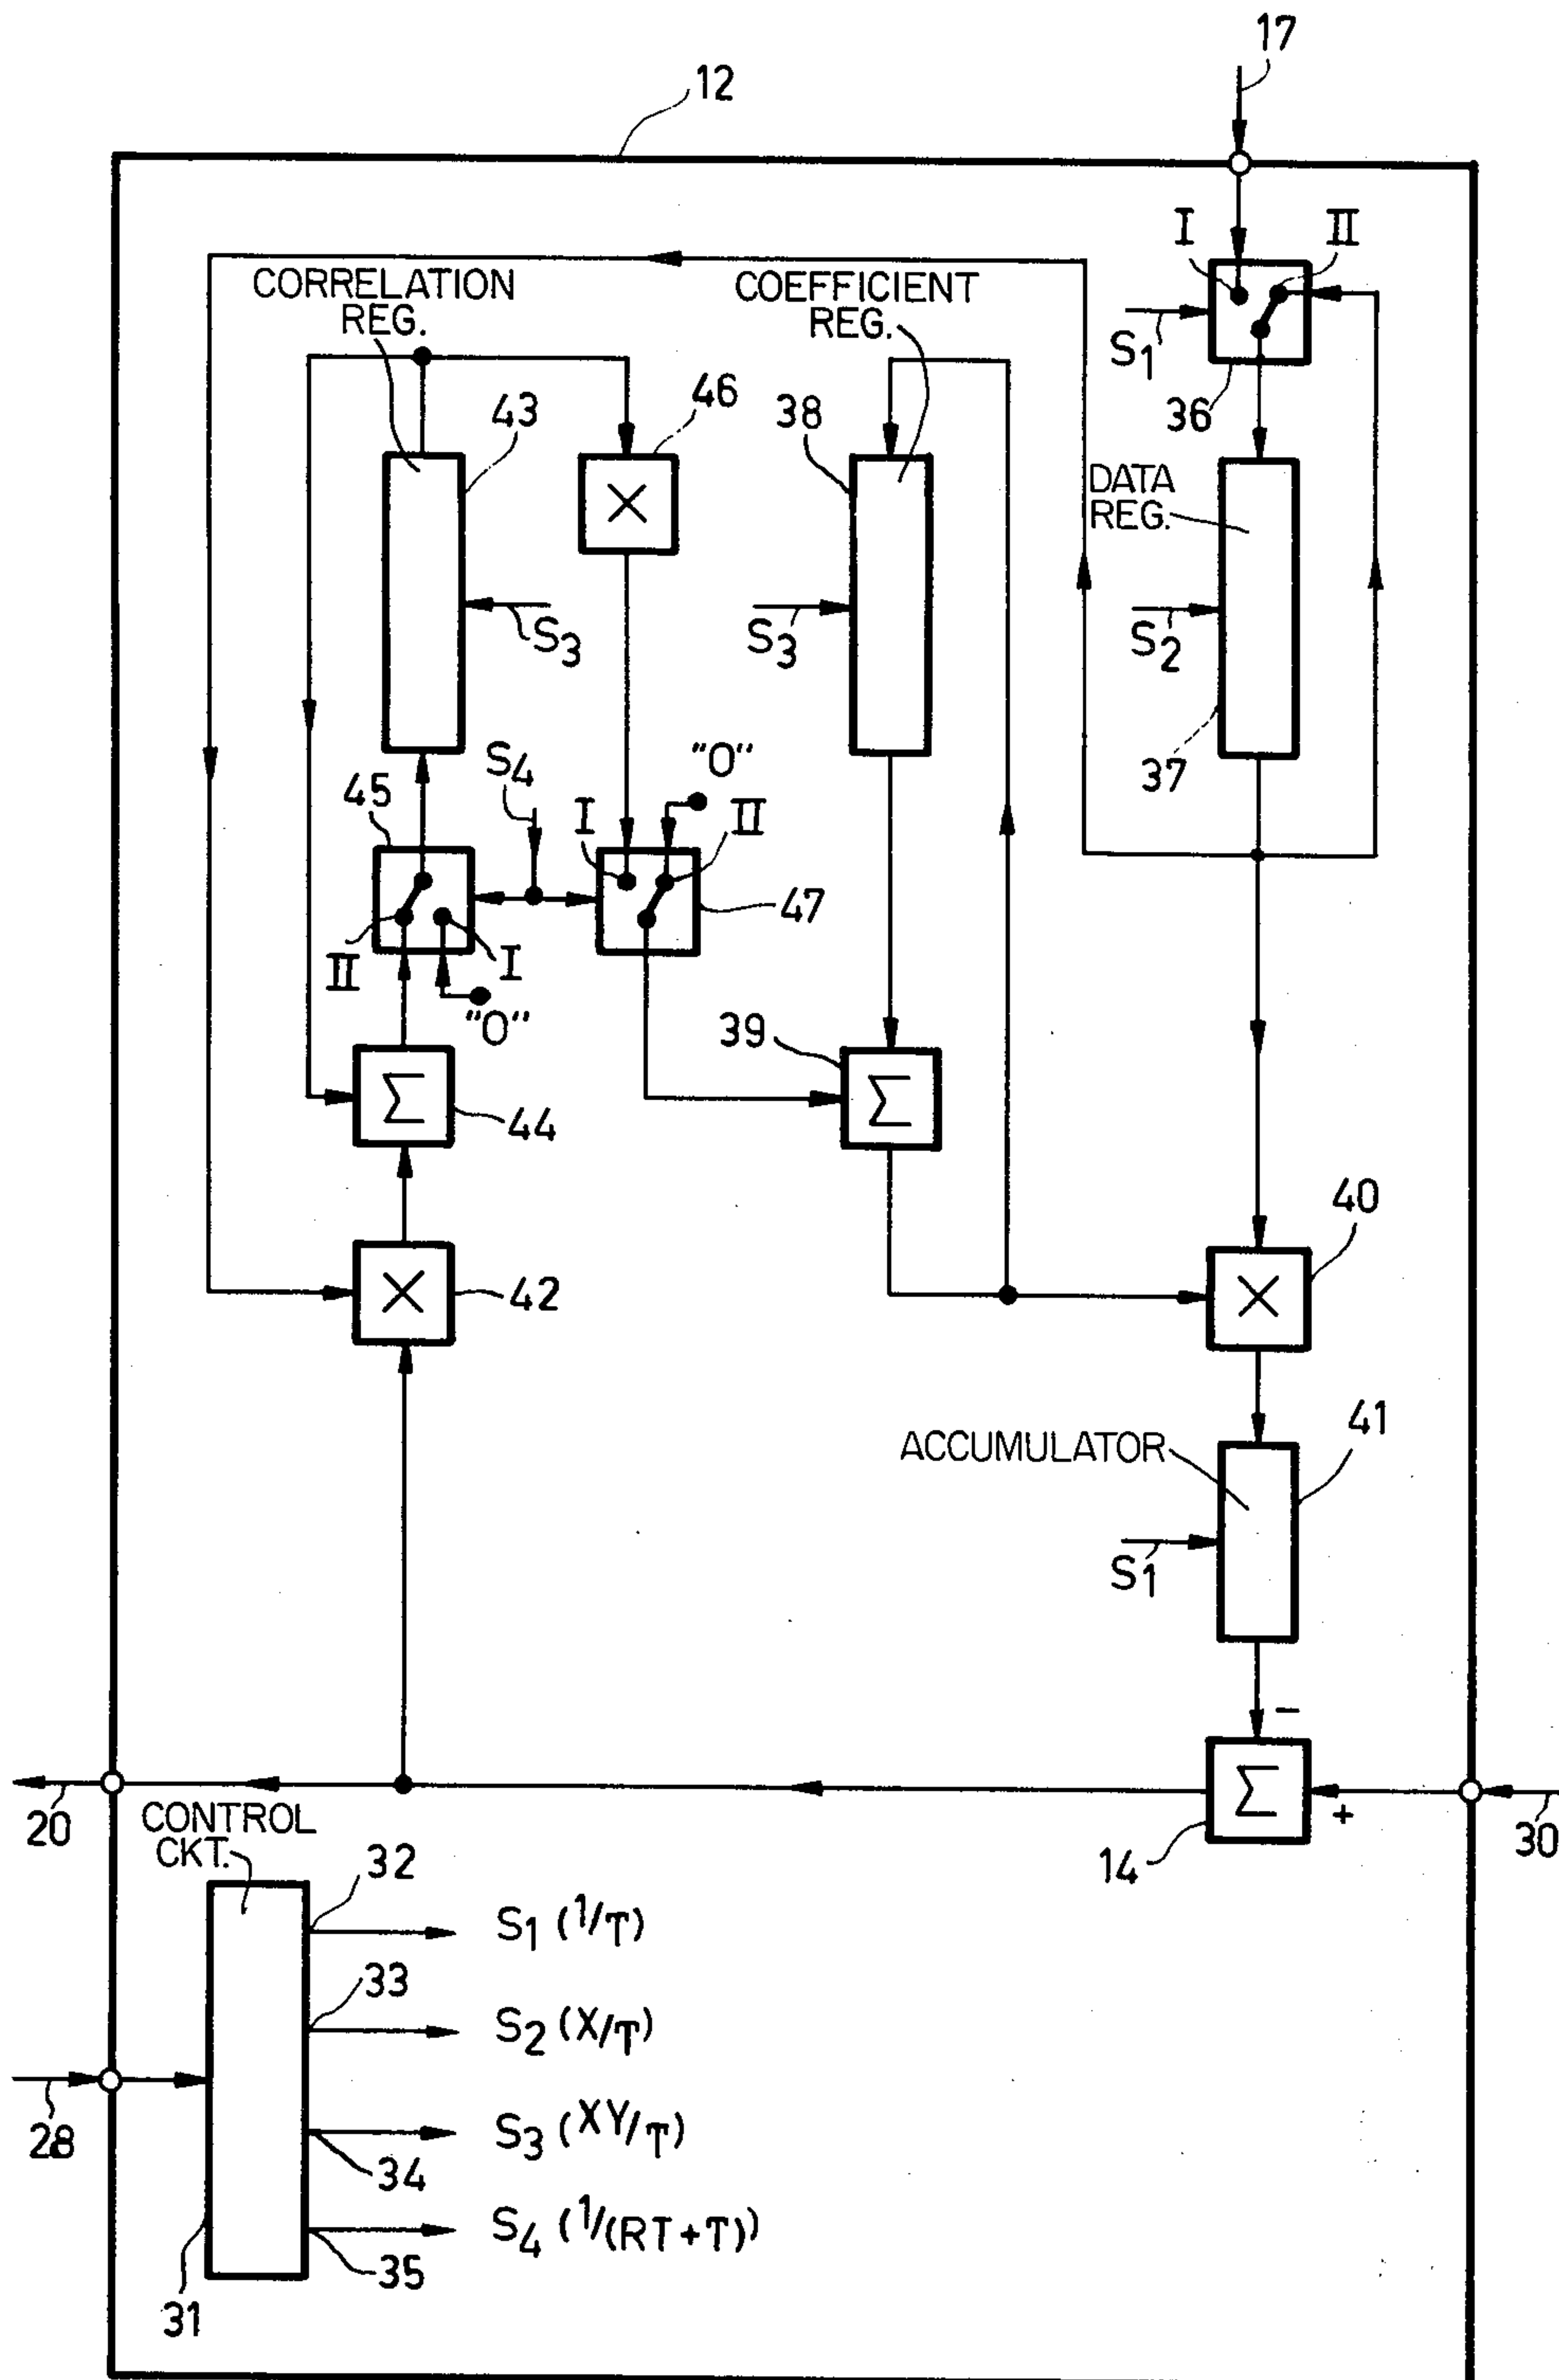 17
12
I
II
CORRELATION
REG.
COEFFICIENT
REG.
S1
36
43
46
38
DATA
REG.
S3
S3
S2
37
"0"
S4
45
I
II
47
II
I
"0"
39
Σ
44
Σ
40
42
41
ACCUMULATOR
S1
−
Σ
+
14
20
30
CONTROL
CKT.
32
S1 (1/T)
33
S2 (X/T)
28
S3 (XY/T)
34
S4 (1/(RT+T))
35
31